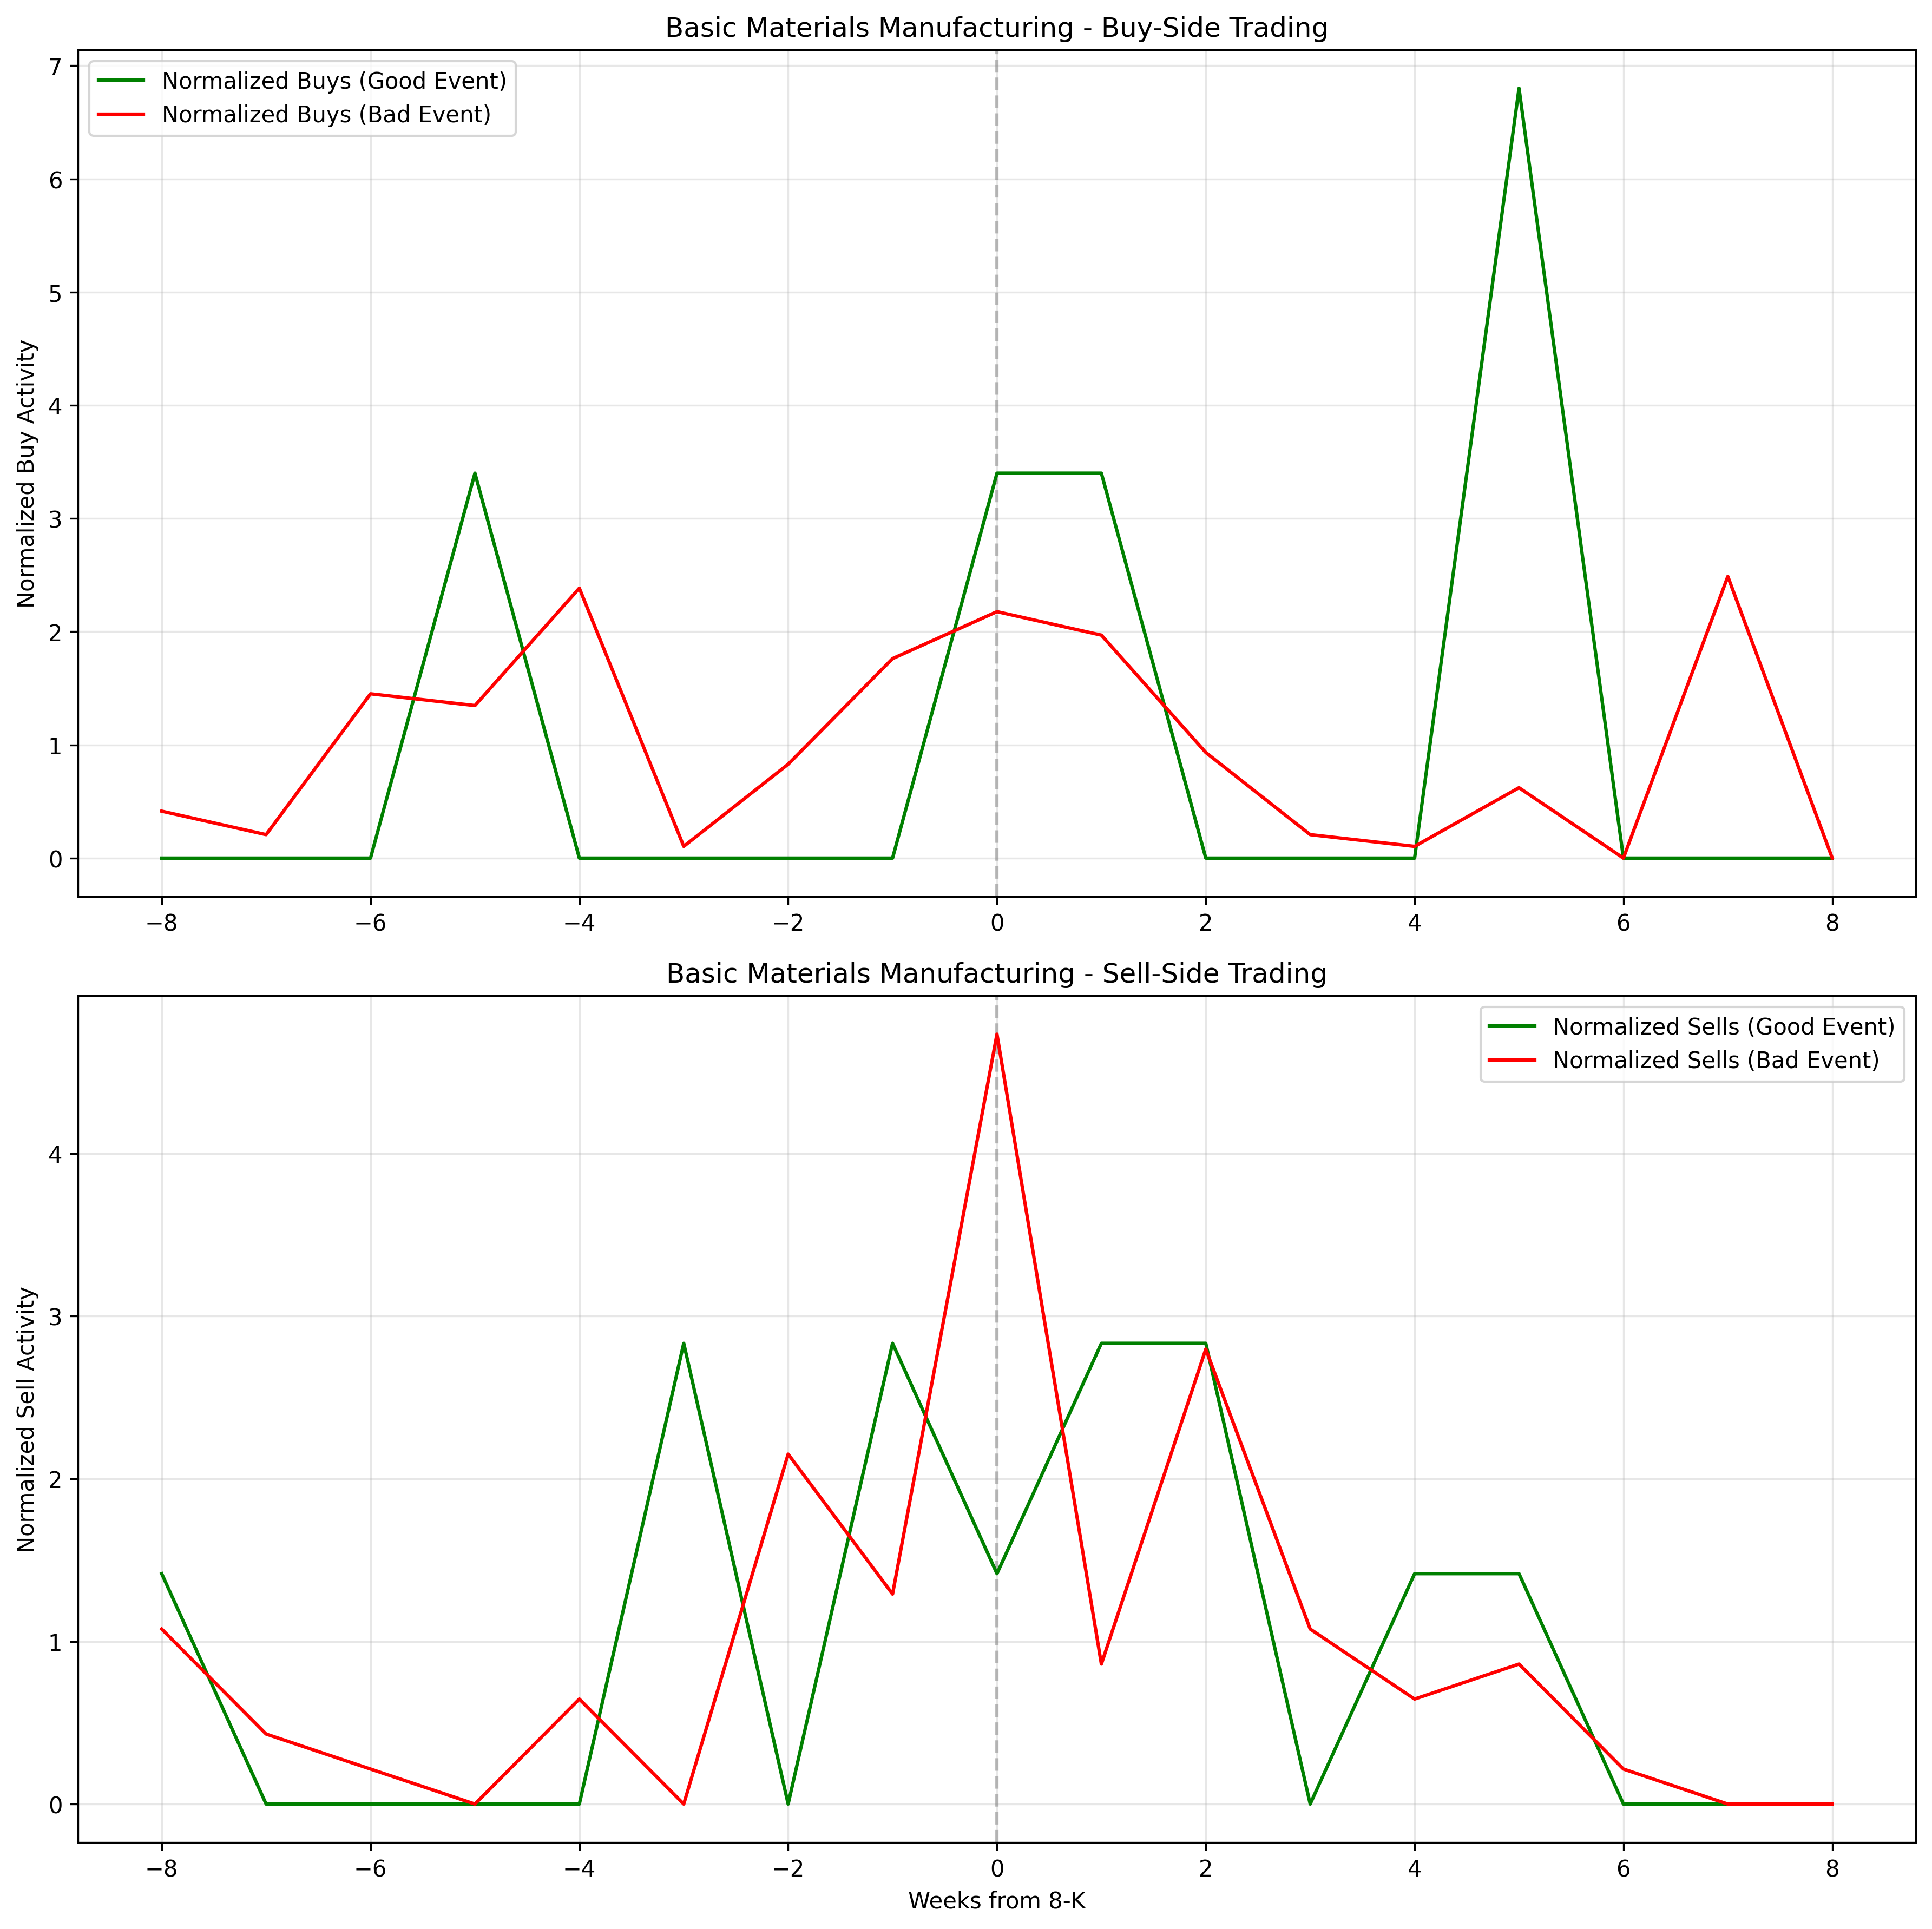 Basic Materials Manufacturing - Buy-Side Trading
Normalized Buys (Good Event)
Normalized Buys (Bad Event)
Normalized Buy Activity
7
6
5
4
3
2
1
0
−8 −6 −4 −2 0 2 4 6 8
Basic Materials Manufacturing - Sell-Side Trading
Normalized Sells (Good Event)
Normalized Sells (Bad Event)
Normalized Sell Activity
4
3
2
1
0
−8 −6 −4 −2 0 2 4 6 8
Weeks from 8-K